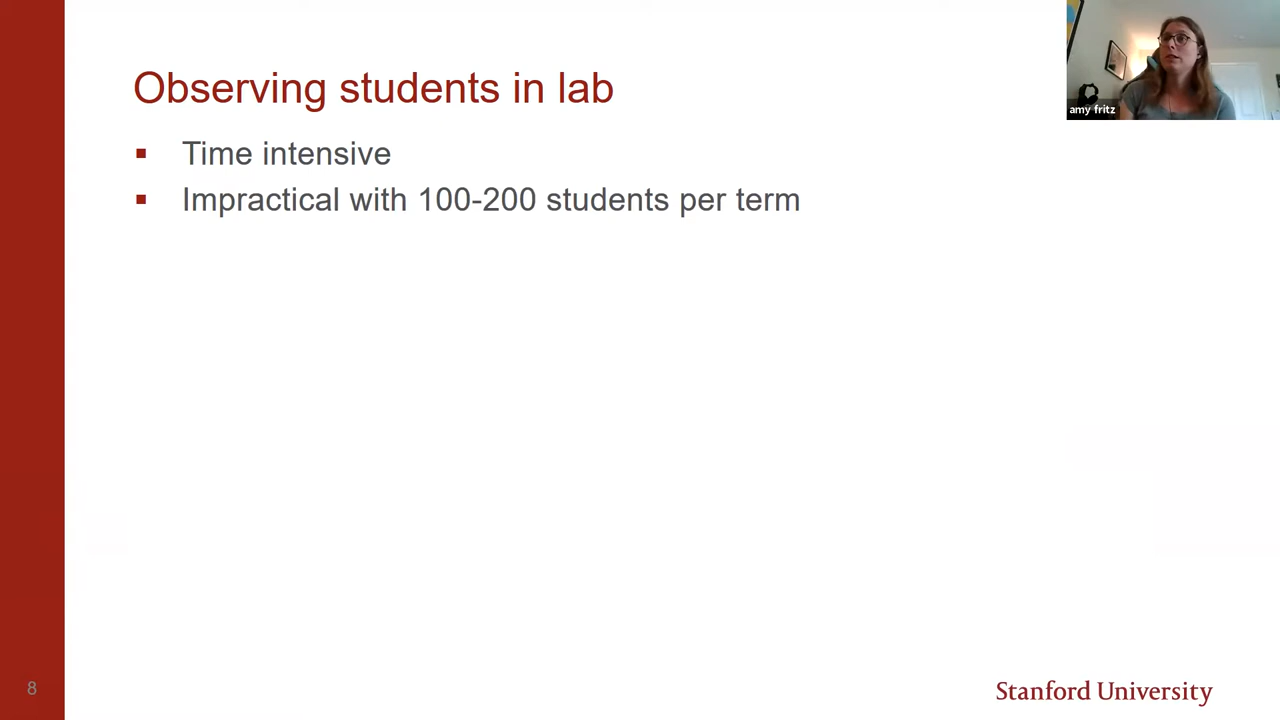 Observing students in lab
Time intensive
Impractical with 100-200 students per term
amy fritz
8
Stanford University